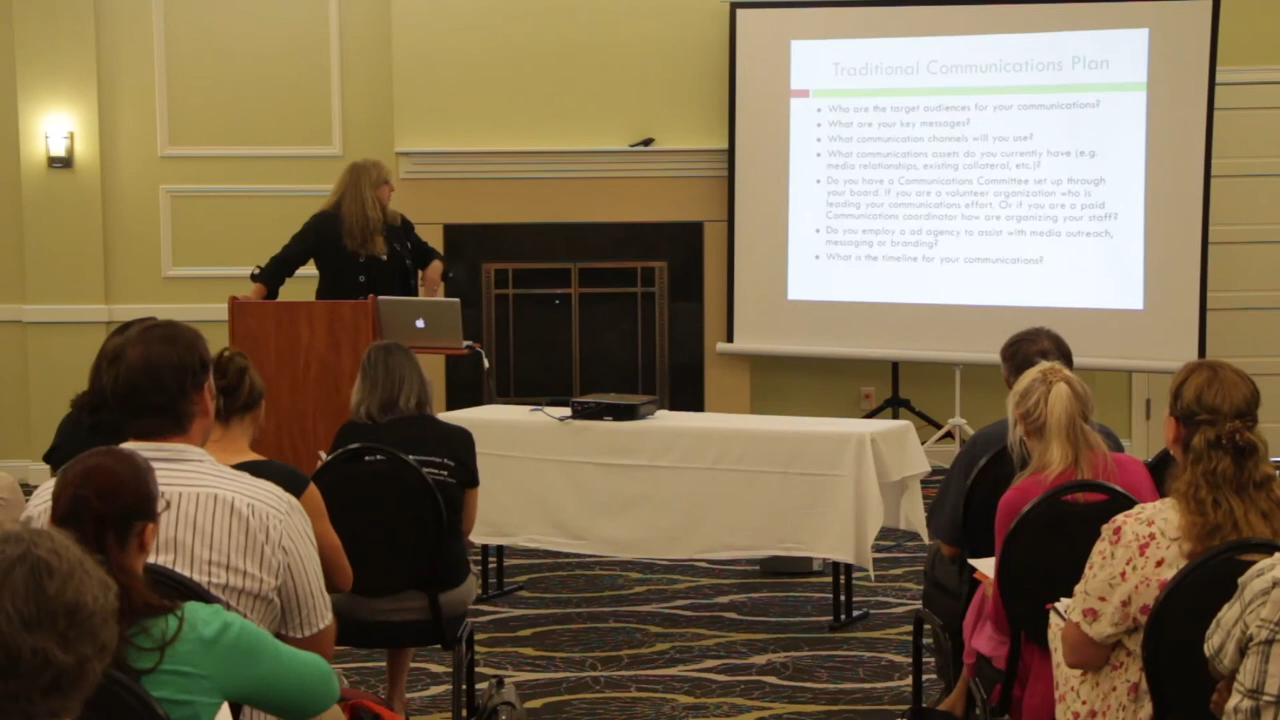 Traditional Communications Plan
• Who are the target audiences for your communications?
• What are your key messages?
• What communication channels will you use?
• What communications assets do you currently have (e.g.
media relationships, existing collateral, etc.)?
• Do you have a Communications Committee set up through
your board. If you are a volunteer organization who is
leading your communications effort. Or if you are a paid
Communications coordinator how are organizing your staff?
• Do you employ a ad agency to assist with media outreach,
messaging or branding?
• What is the timeline for your communications?